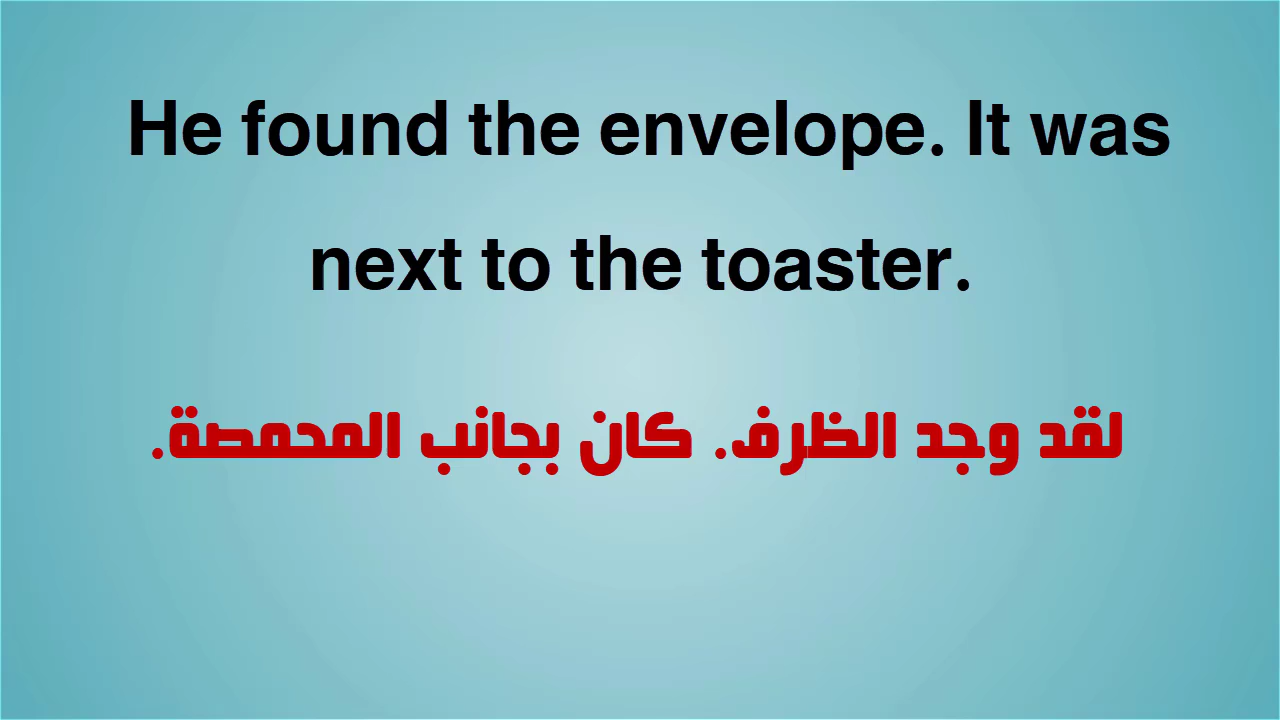 He found the envelope. It was
next to the toaster.
لقد وجد الظرف. كان بجانب المحمصة.